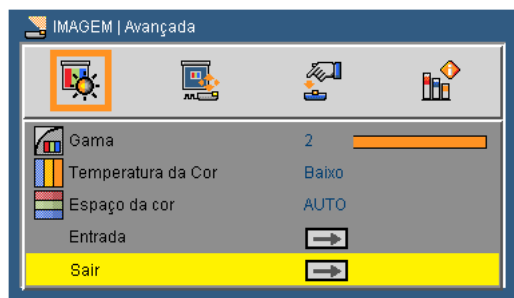 IMAGEM | Avançada
Gama 2
Temperatura da Cor Baixo
Espaço da cor AUTO
Entrada
Sair